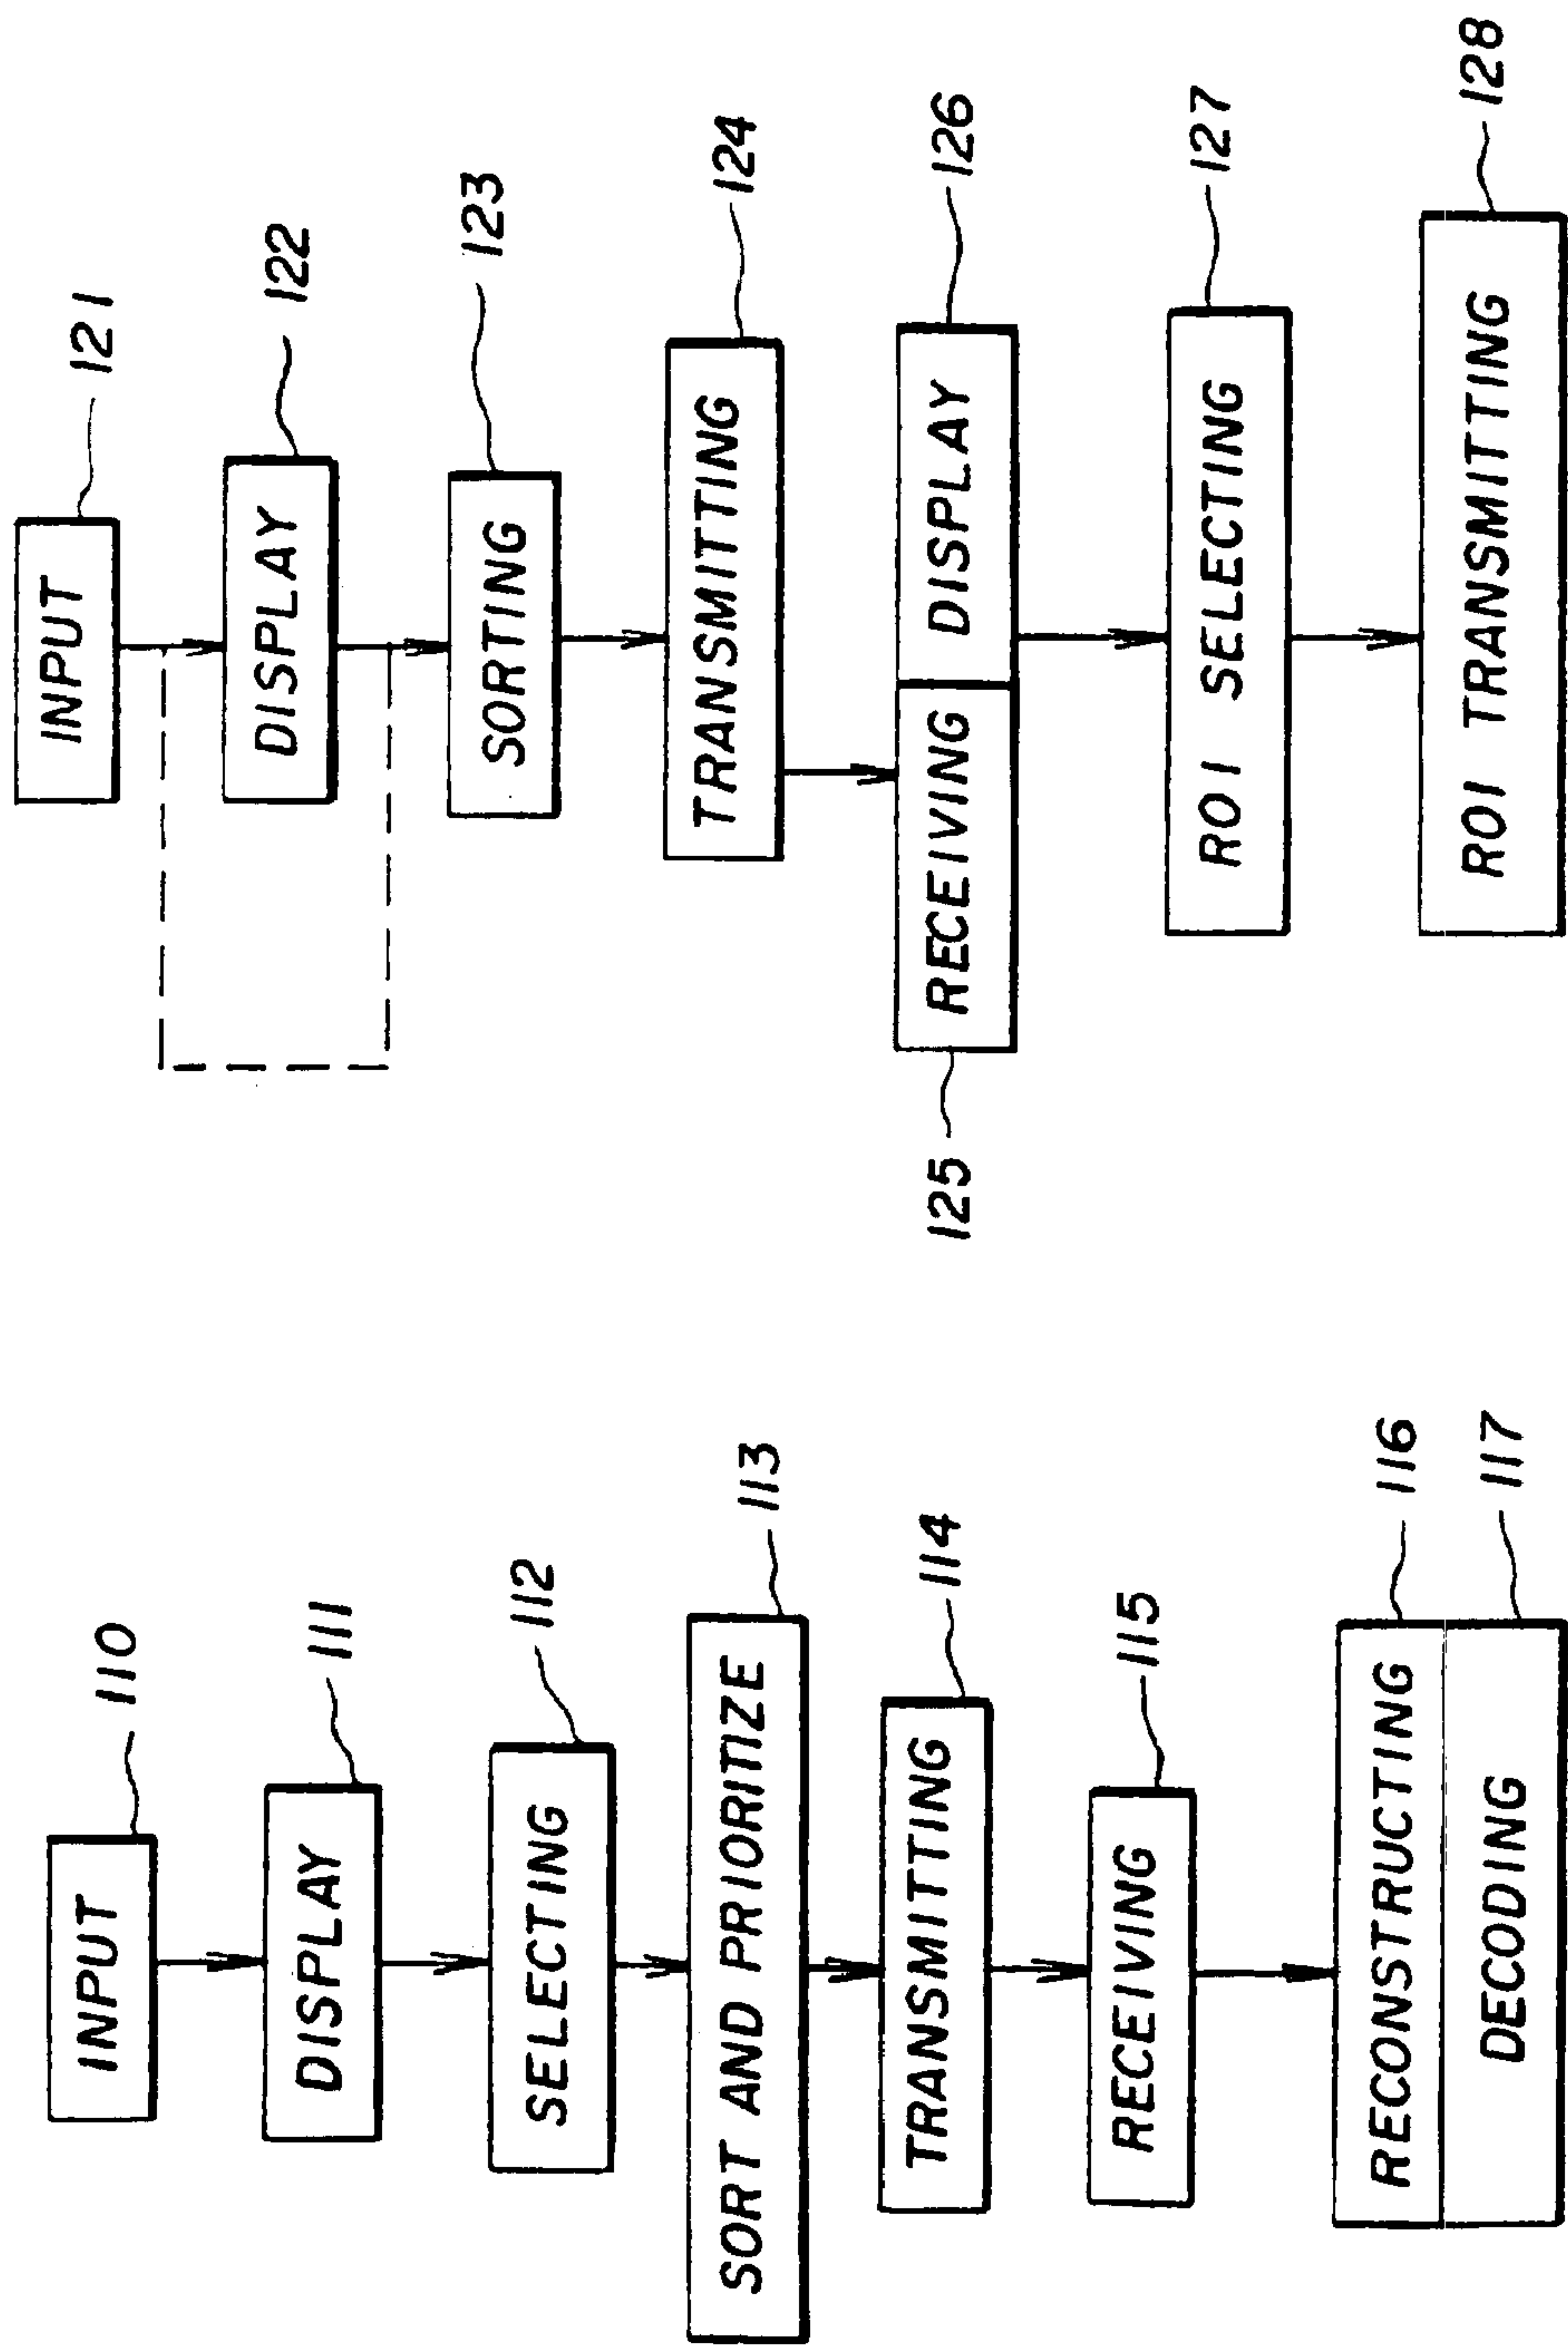 INPUT
110
DISPLAY
111
SELECTING
112
SORT AND PRIORITIZE
113
TRANSMITTING
114
RECEIVING
115
RECONSTRUCTING
116
DECODING
117
INPUT
121
DISPLAY
122
SORTING
123
TRANSMITTING
124
RECEIVING
125
DISPLAY
126
ROI SELECTING
127
ROI TRANSMITTING
128